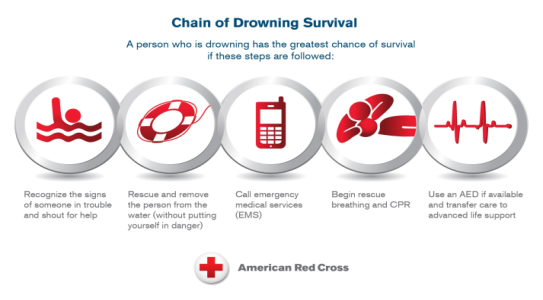 Chain of Drowning Survival
A person who is drowning has the greatest chance of survival
if these steps are followed:
Recognize the signs
of someone in trouble
and shout for help
Rescue and remove
the person from the
water (without putting
yourself in danger)
Call emergency
medical services
(EMS)
Begin rescue
breathing and CPR
Use an AED if available
and transfer care to
advanced life support
American Red Cross